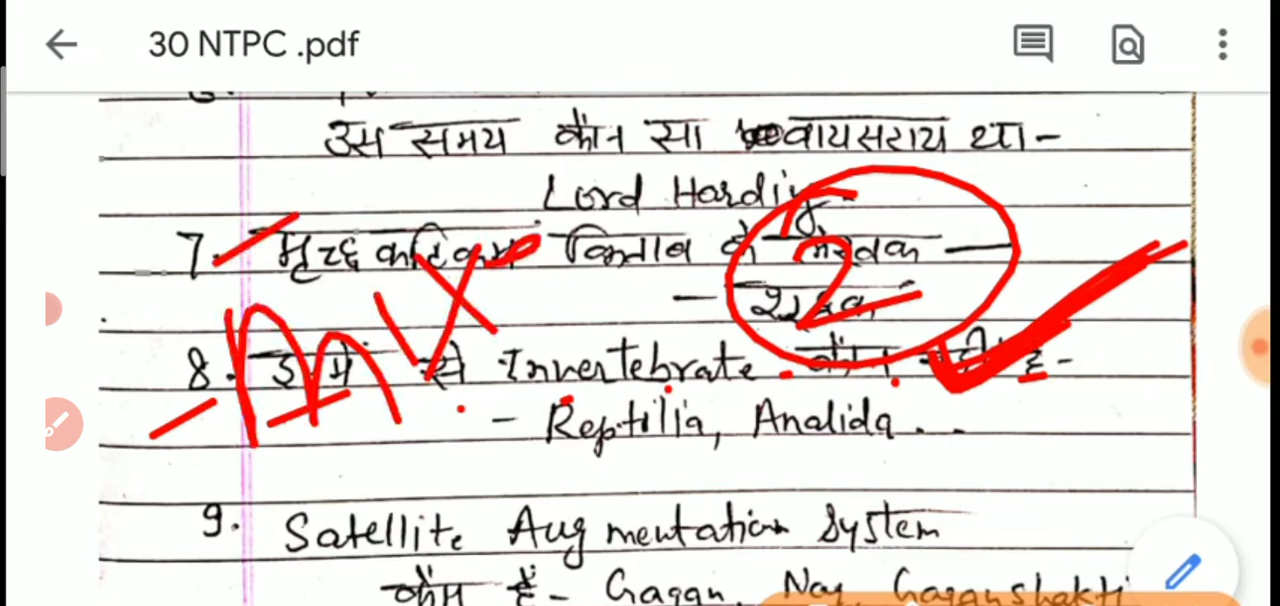 30 NTPC .pdf
उस समय कौन सा वायसराय था-
Lord Hardinge
7. मृच्छकटिकम किताब के लेखक —
- शूद्रक
8. इनमें से Invertebrate कौन नहीं है-
- Reptilia, Analida...
9. Satellite Augmentation System
कौन है- Gagan, Nav, Gaganshakti